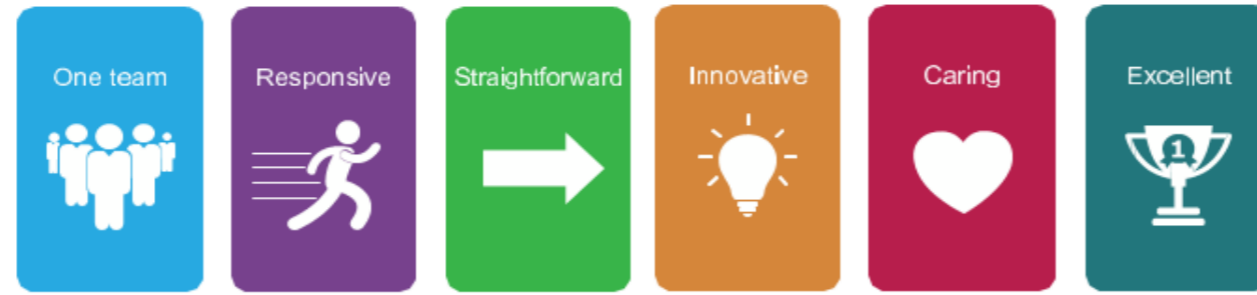 One team
Responsive
Straightforward
Innovative
Caring
Excellent
1